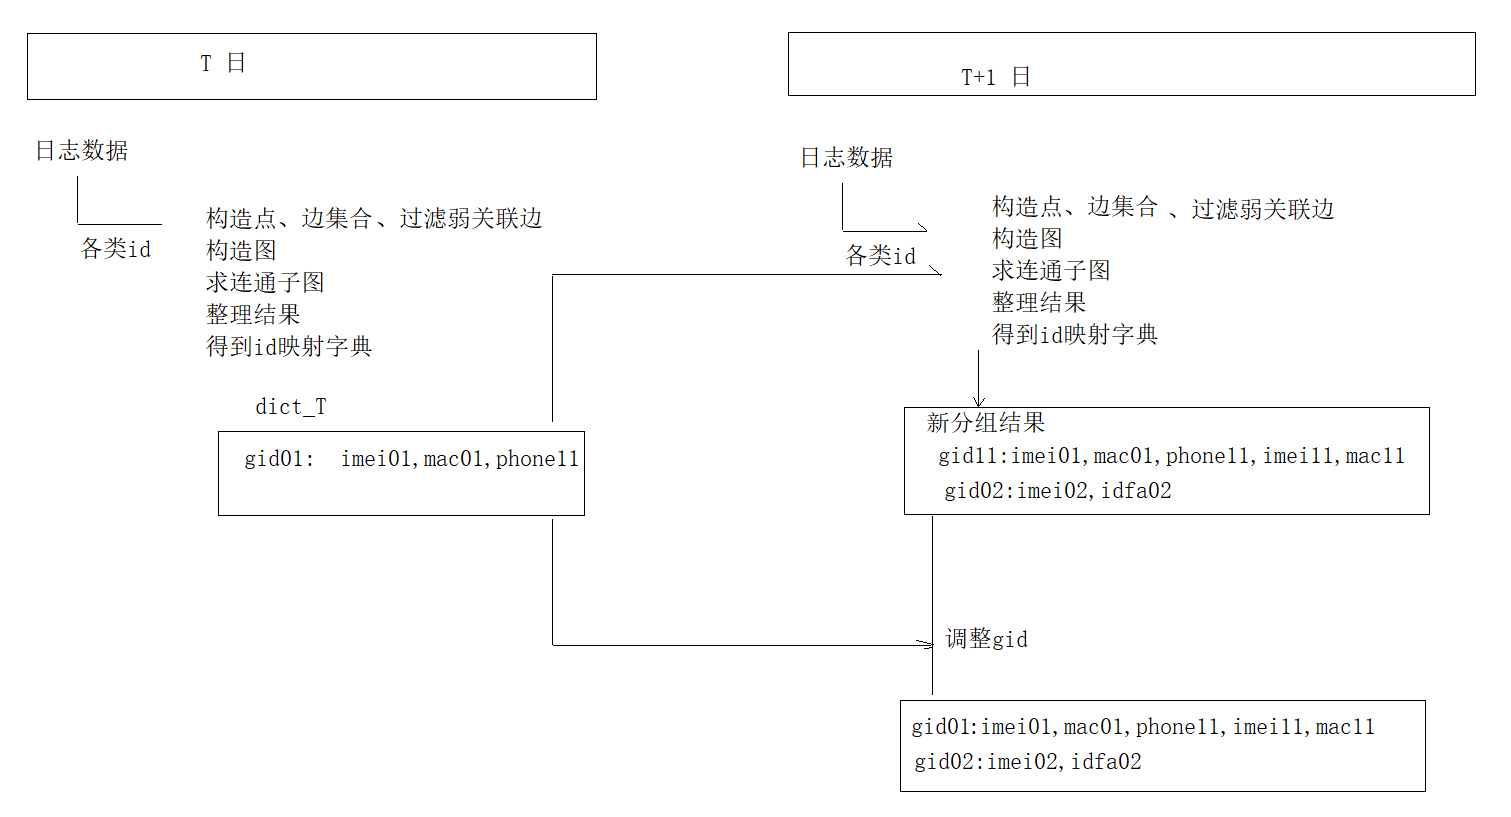 T 日
日志数据
各类id
构造点、边集合、过滤弱关联边
构造图
求连通子图
整理结果
得到id映射字典
dict_T
gid01: imei01,mac01,phone11
T+1 日
日志数据
各类id
构造点、边集合 、过滤弱关联边
构造图
求连通子图
整理结果
得到id映射字典
新分组结果
gid11:imei01,mac01,phone11,imei11,mac11
gid02:imei02,idfa02
调整gid
gid01:imei01,mac01,phone11,imei11,mac11
gid02:imei02,idfa02